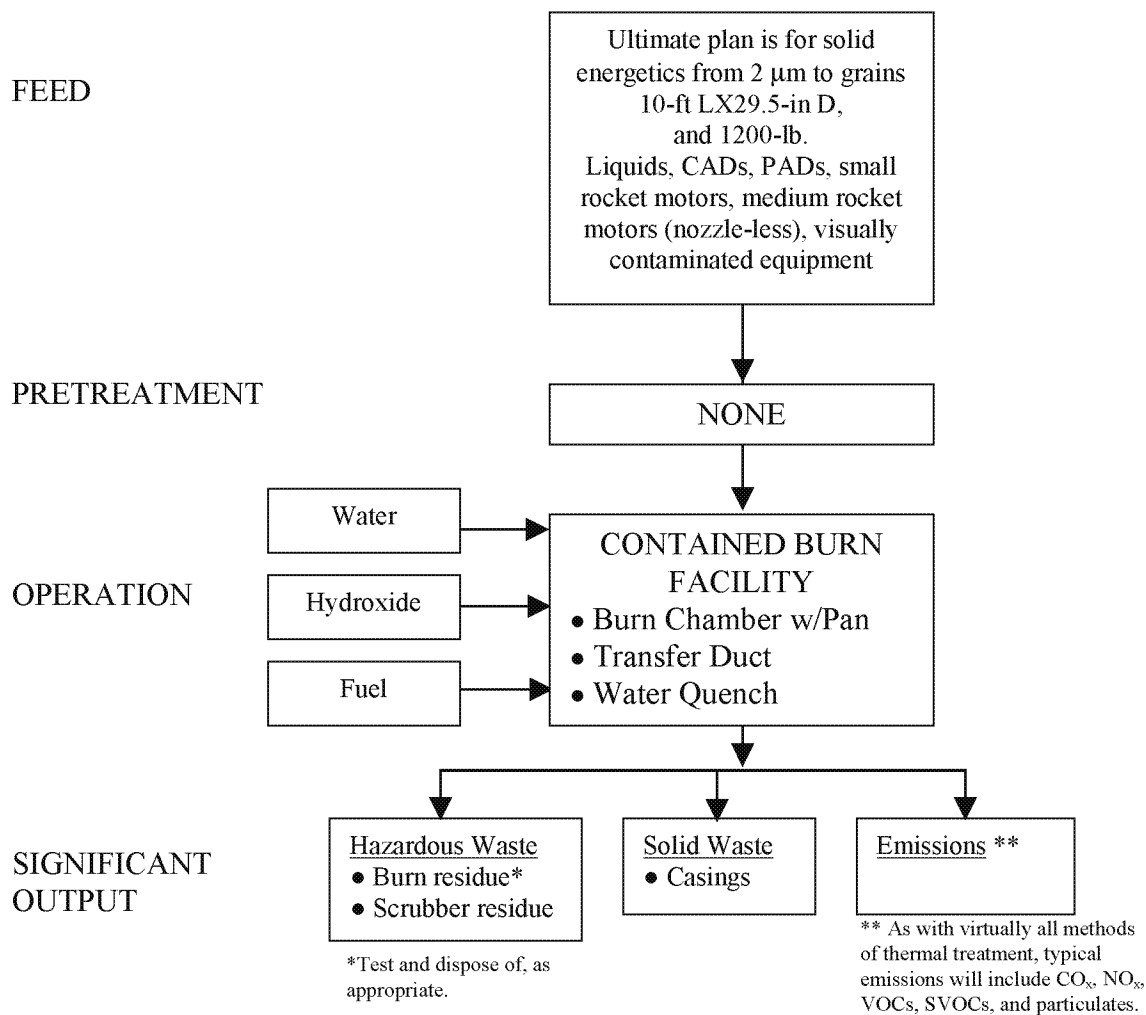 FEED
Ultimate plan is for solid
energetics from 2 μm to grains
10-ft LX29.5-in D,
and 1200-lb.
Liquids, CADs, PADs, small
rocket motors, medium rocket
motors (nozzle-less), visually
contaminated equipment
PRETREATMENT
NONE
OPERATION
Water
Hydroxide
Fuel
CONTAINED BURN
FACILITY
• Burn Chamber w/Pan
• Transfer Duct
• Water Quench
SIGNIFICANT
OUTPUT
Hazardous Waste
• Burn residue*
• Scrubber residue
*Test and dispose of, as
appropriate.
Solid Waste
• Casings
Emissions **
** As with virtually all methods
of thermal treatment, typical
emissions will include COₓ, NOₓ,
VOCs, SVOCs, and particulates.